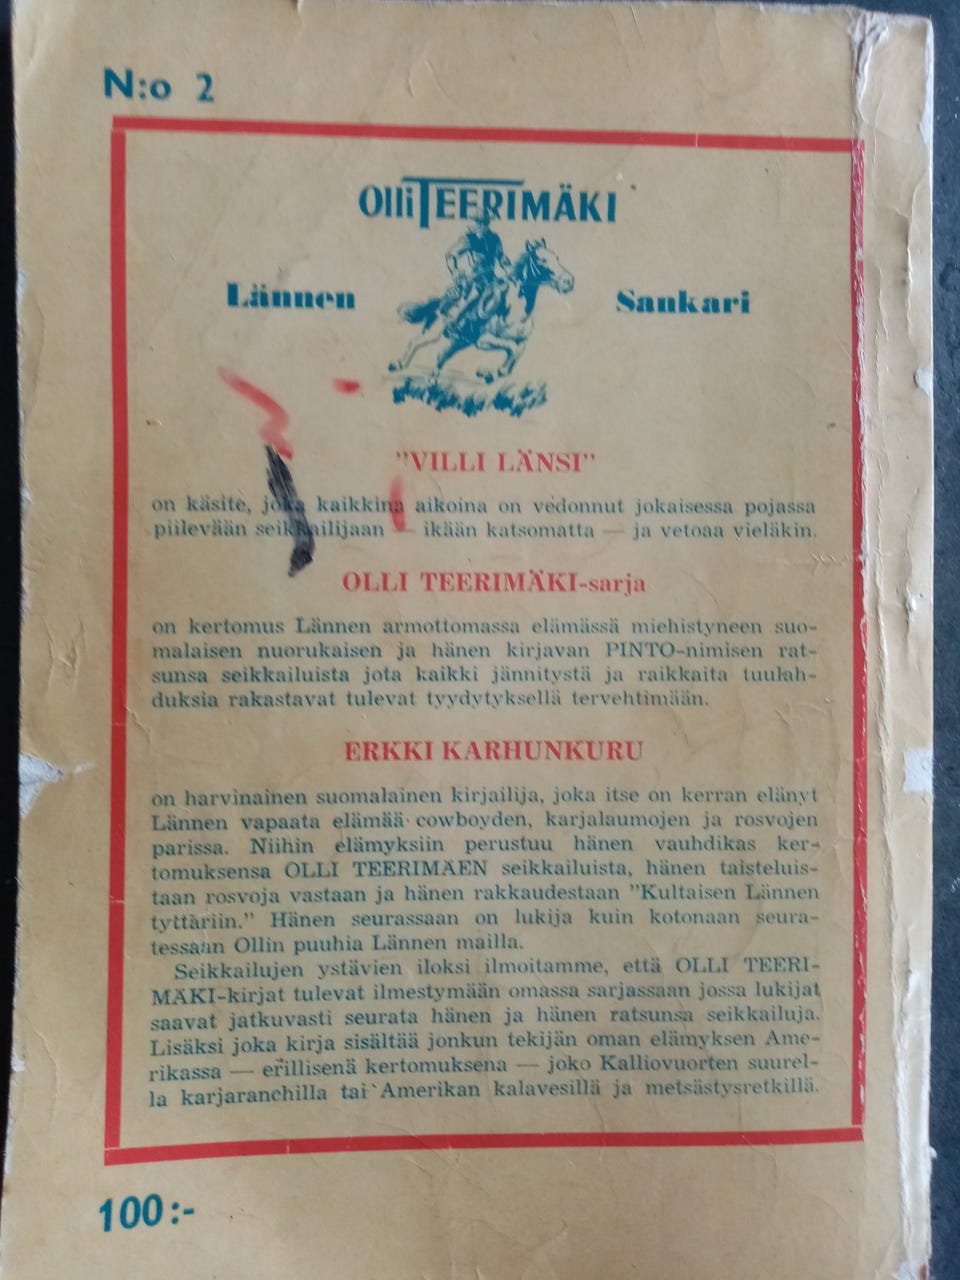 N:o 2
Olli TEERIMÄKI
Lännen Sankari
"VILLI LÄNSI"
on käsite, joka kaikkina aikoina on vedonnut jokaisessa pojassa
piilevään seikkailijaan — ikään katsomatta — ja vetoaa vieläkin.
OLLI TEERIMÄKI-sarja
on kertomus Lännen armottomassa elämässä miehistyneen suo-
malaisen nuorukaisen ja hänen kirjavan PINTO-nimisen rat-
sunsa seikkailuista jota kaikki jännitystä ja raikkaita tuulah-
duksia rakastavat tulevat tyydytyksellä tervehtimään.
ERKKI KARHUNKURU
on harvinainen suomalainen kirjailija, joka itse on kerran elänyt
Lännen vapaata elämää cowboyden, karjalaumojen ja rosvojen
parissa. Niihin elämyksiin perustuu hänen vauhdikas ker-
tomuksensa OLLI TEERIMÄEN seikkailuista, hänen taisteluis-
taan rosvoja vastaan ja hänen rakkaudestaan "Kultaisen Lännen
tyttäriin." Hänen seurassaan on lukija kuin kotonaan seura-
tessaan Ollin puuhia Lännen mailla.
Seikkailujen ystävien iloksi ilmoitamme, että OLLI TEERI-
MÄKI-kirjat tulevat ilmestymään omassa sarjassaan jossa lukijat
saavat jatkuvasti seurata hänen ja hänen ratsunsa seikkailuja.
Lisäksi joka kirja sisältää jonkun tekijän oman elämyksen Ame-
rikassa — erillisenä kertomuksena — joko Kalliovuorten suurel-
la karjaranchilla tai Amerikan kalavesillä ja metsästysretkillä.
100:-